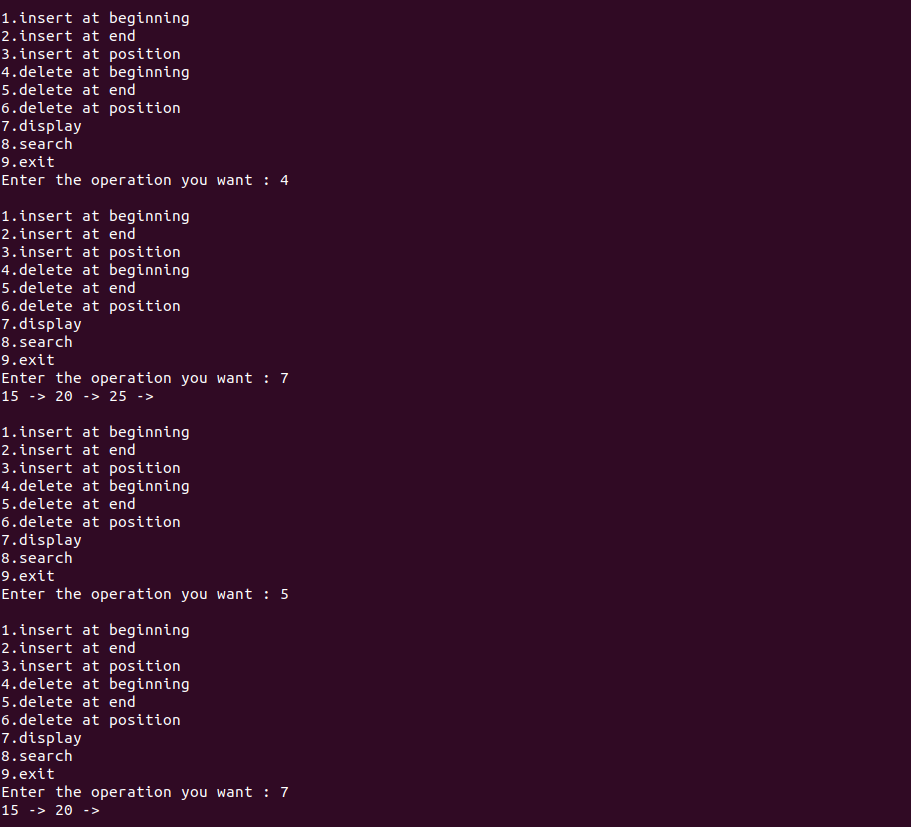 1.insert at beginning
2.insert at end
3.insert at position
4.delete at beginning
5.delete at end
6.delete at position
7.display
8.search
9.exit
Enter the operation you want : 4
1.insert at beginning
2.insert at end
3.insert at position
4.delete at beginning
5.delete at end
6.delete at position
7.display
8.search
9.exit
Enter the operation you want : 7
15 -> 20 -> 25 ->
1.insert at beginning
2.insert at end
3.insert at position
4.delete at beginning
5.delete at end
6.delete at position
7.display
8.search
9.exit
Enter the operation you want : 5
1.insert at beginning
2.insert at end
3.insert at position
4.delete at beginning
5.delete at end
6.delete at position
7.display
8.search
9.exit
Enter the operation you want : 7
15 -> 20 ->